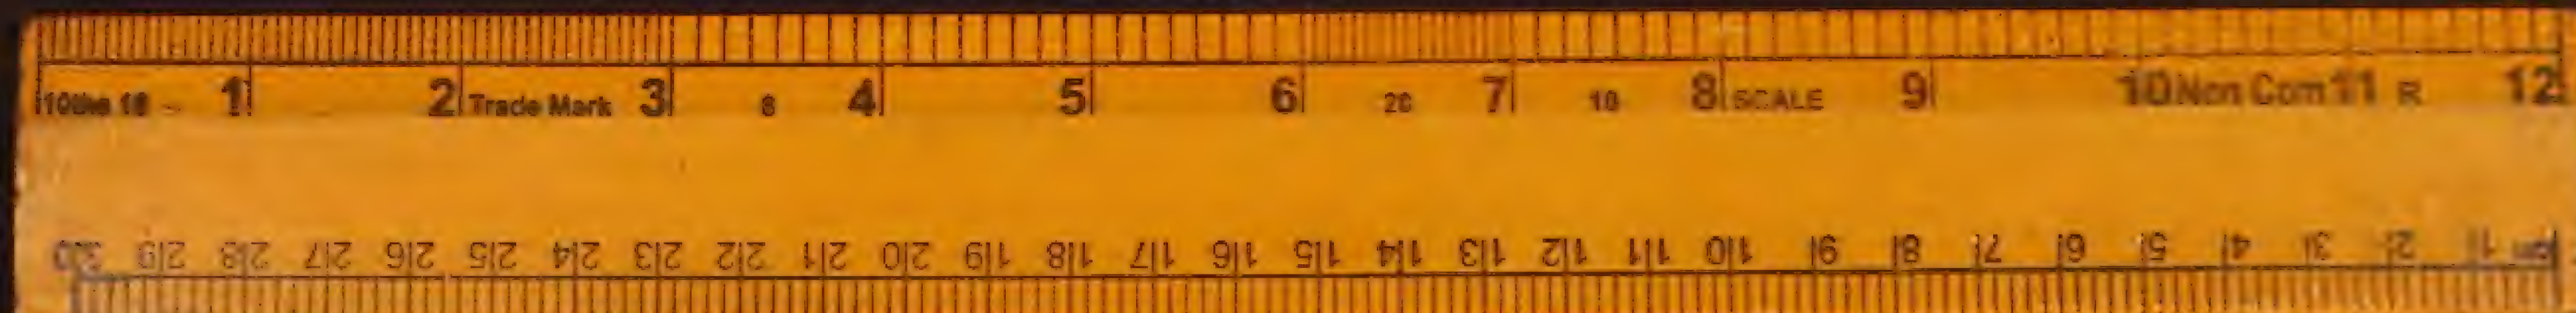 10ths 16 1 2 Trade Mark 3 8 4 5 6 20 7 10 8 SCALE 9 10 Non Com 11 R 12
30 29 28 27 26 25 24 23 22 21 20 19 18 17 16 15 14 13 12 11 10 9 8 7 6 5 4 3 2 1 cm